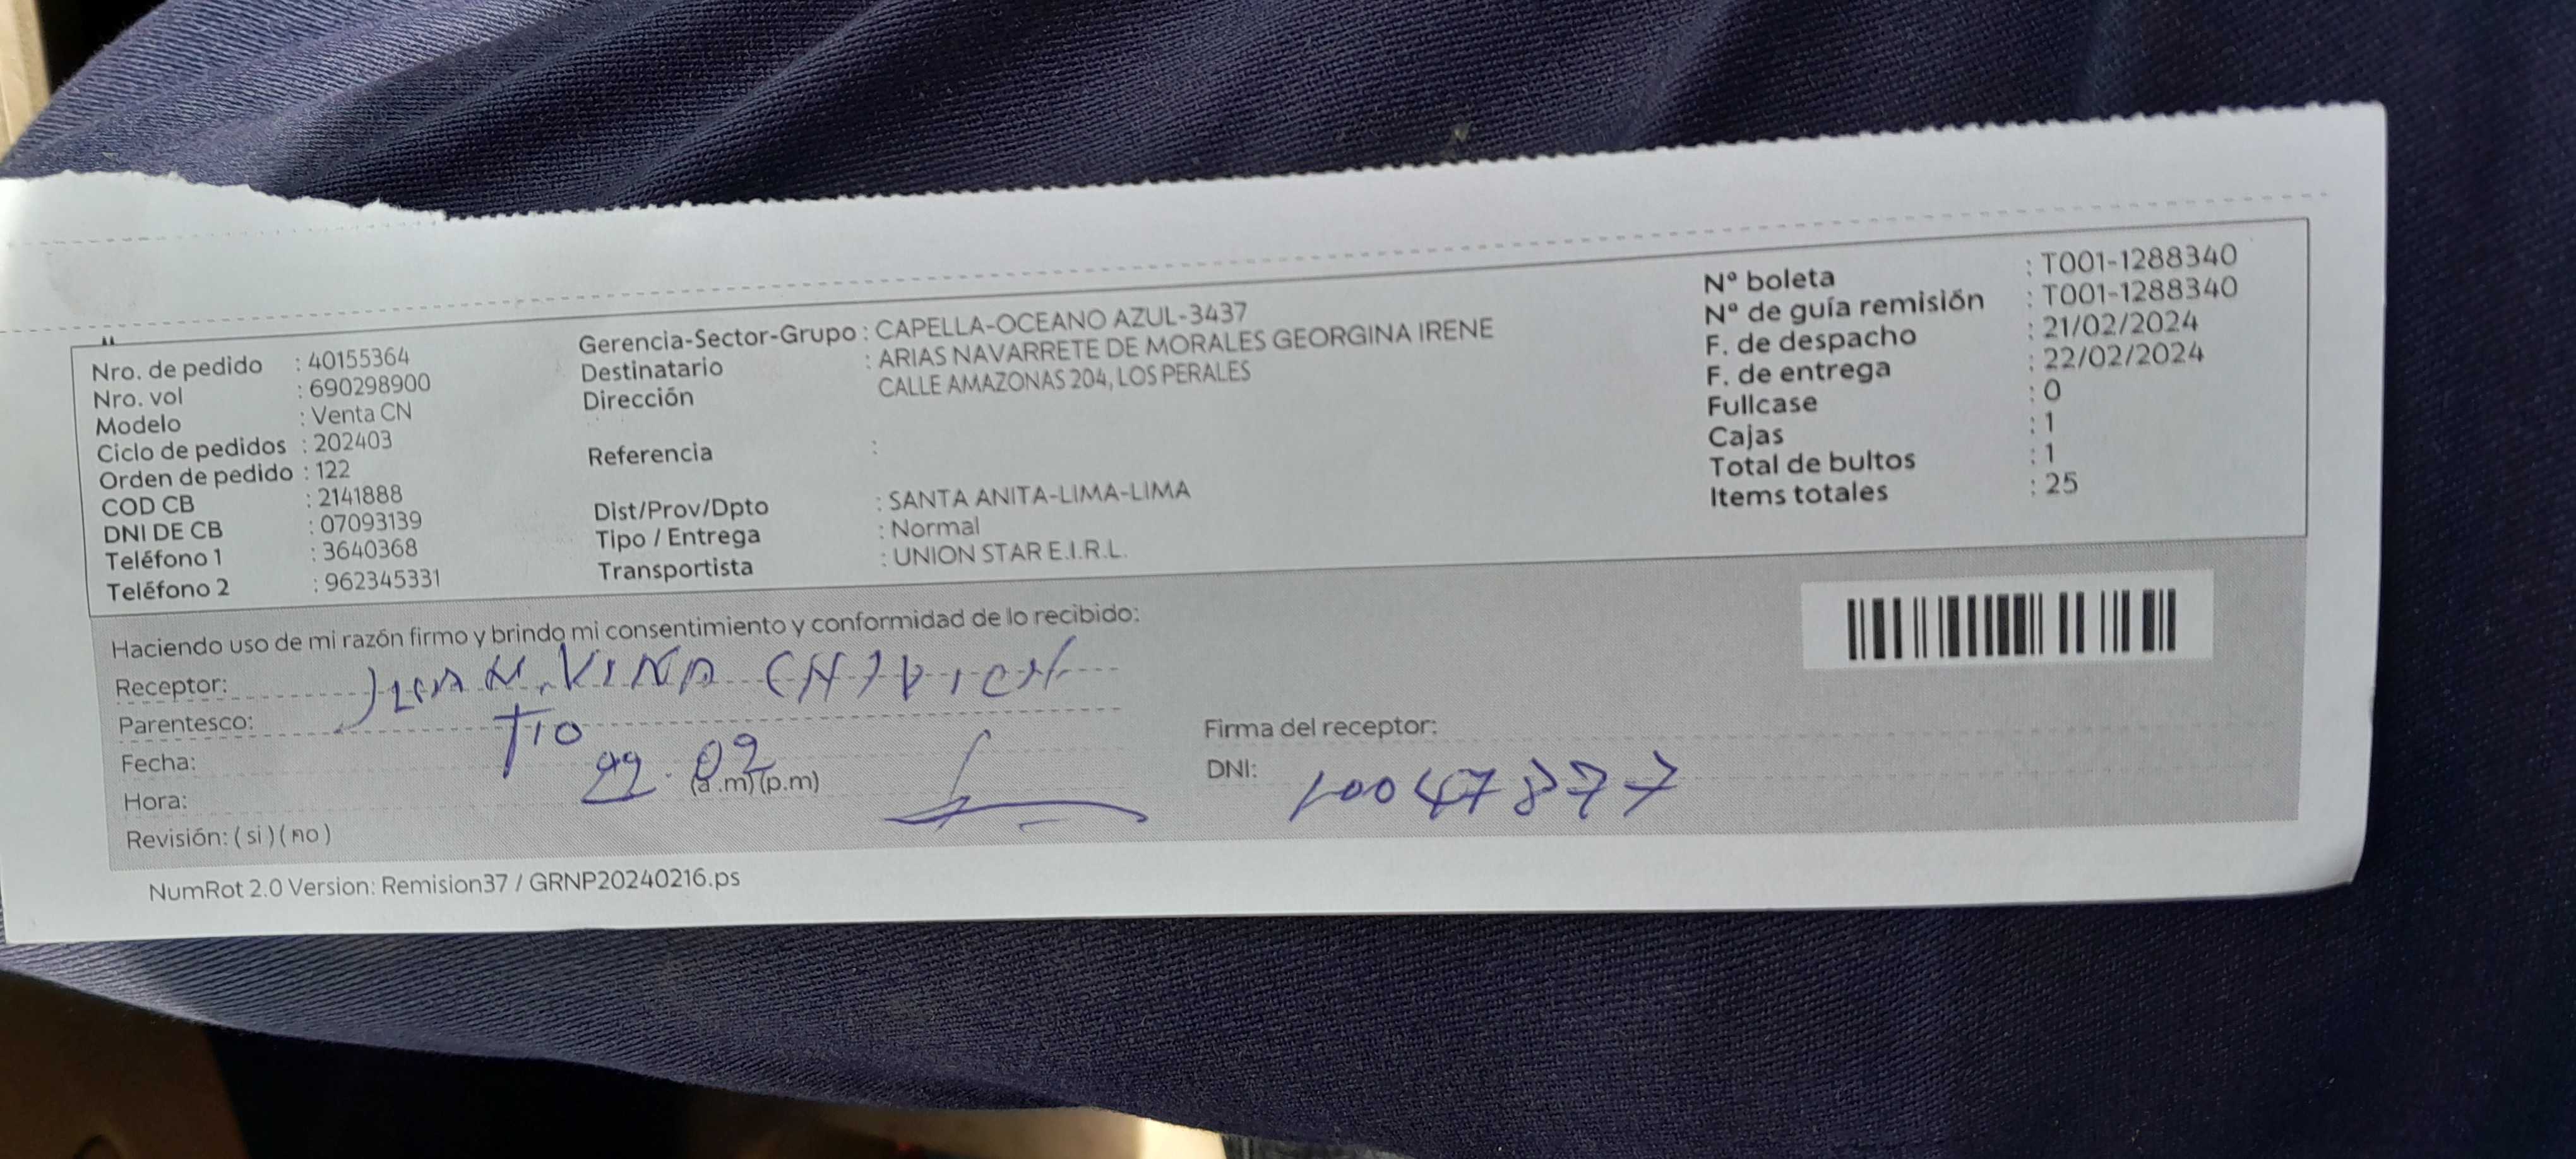 Nro. de pedido : 40155364
Nro. vol : 690298900
Modelo : Venta CN
Ciclo de pedidos : 202403
Orden de pedido : 122
COD CB : 2141888
DNI DE CB : 07093139
Teléfono 1 : 3640368
Teléfono 2 : 962345331
Gerencia-Sector-Grupo : CAPELLA-OCEANO AZUL-3437
Destinatario : ARIAS NAVARRETE DE MORALES GEORGINA IRENE
Dirección CALLE AMAZONAS 204, LOS PERALES
Referencia :
Dist/Prov/Dpto : SANTA ANITA-LIMA-LIMA
Tipo / Entrega : Normal
Transportista : UNION STAR E.I.R.L.
Nº boleta : T001-1288340
Nº de guía remisión : T001-1288340
F. de despacho : 21/02/2024
F. de entrega : 22/02/2024
Fullcase : 0
Cajas : 1
Total de bultos : 1
Items totales : 25
Haciendo uso de mi razón firmo y brindo mi consentimiento y conformidad de lo recibido:
Receptor: JUAN
Parentesco: TIO
Fecha: 22.02
Hora: (a.m) (p.m)
Revisión: ( si ) ( no )
Firma del receptor:
DNI: 10047877
NumRot 2.0 Version: Remision37 / GRNP20240216.ps